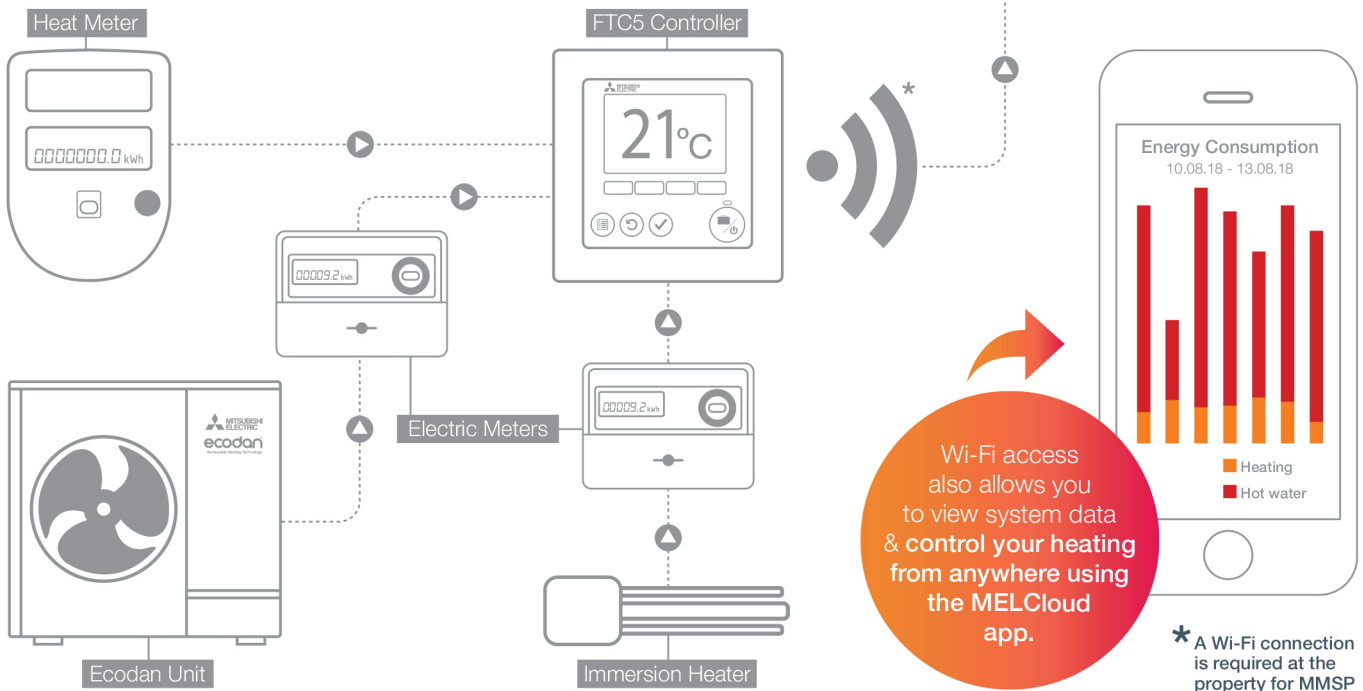 Heat Meter
0000000.0 kWh
FTC5 Controller
MITSUBISHI
ELECTRIC
21°C
*
00009.2 kWh
Electric Meters
00009.2 kWh
MITSUBISHI
ELECTRIC
ecodan
Renewable Heating Technology
Ecodan Unit
Immersion Heater
Wi-Fi access
also allows you
to view system data
& control your heating
from anywhere using
the MELCloud
app.
Energy Consumption
10.08.18 - 13.08.18
Heating
Hot water
* A Wi-Fi connection
is required at the
property for MMSP